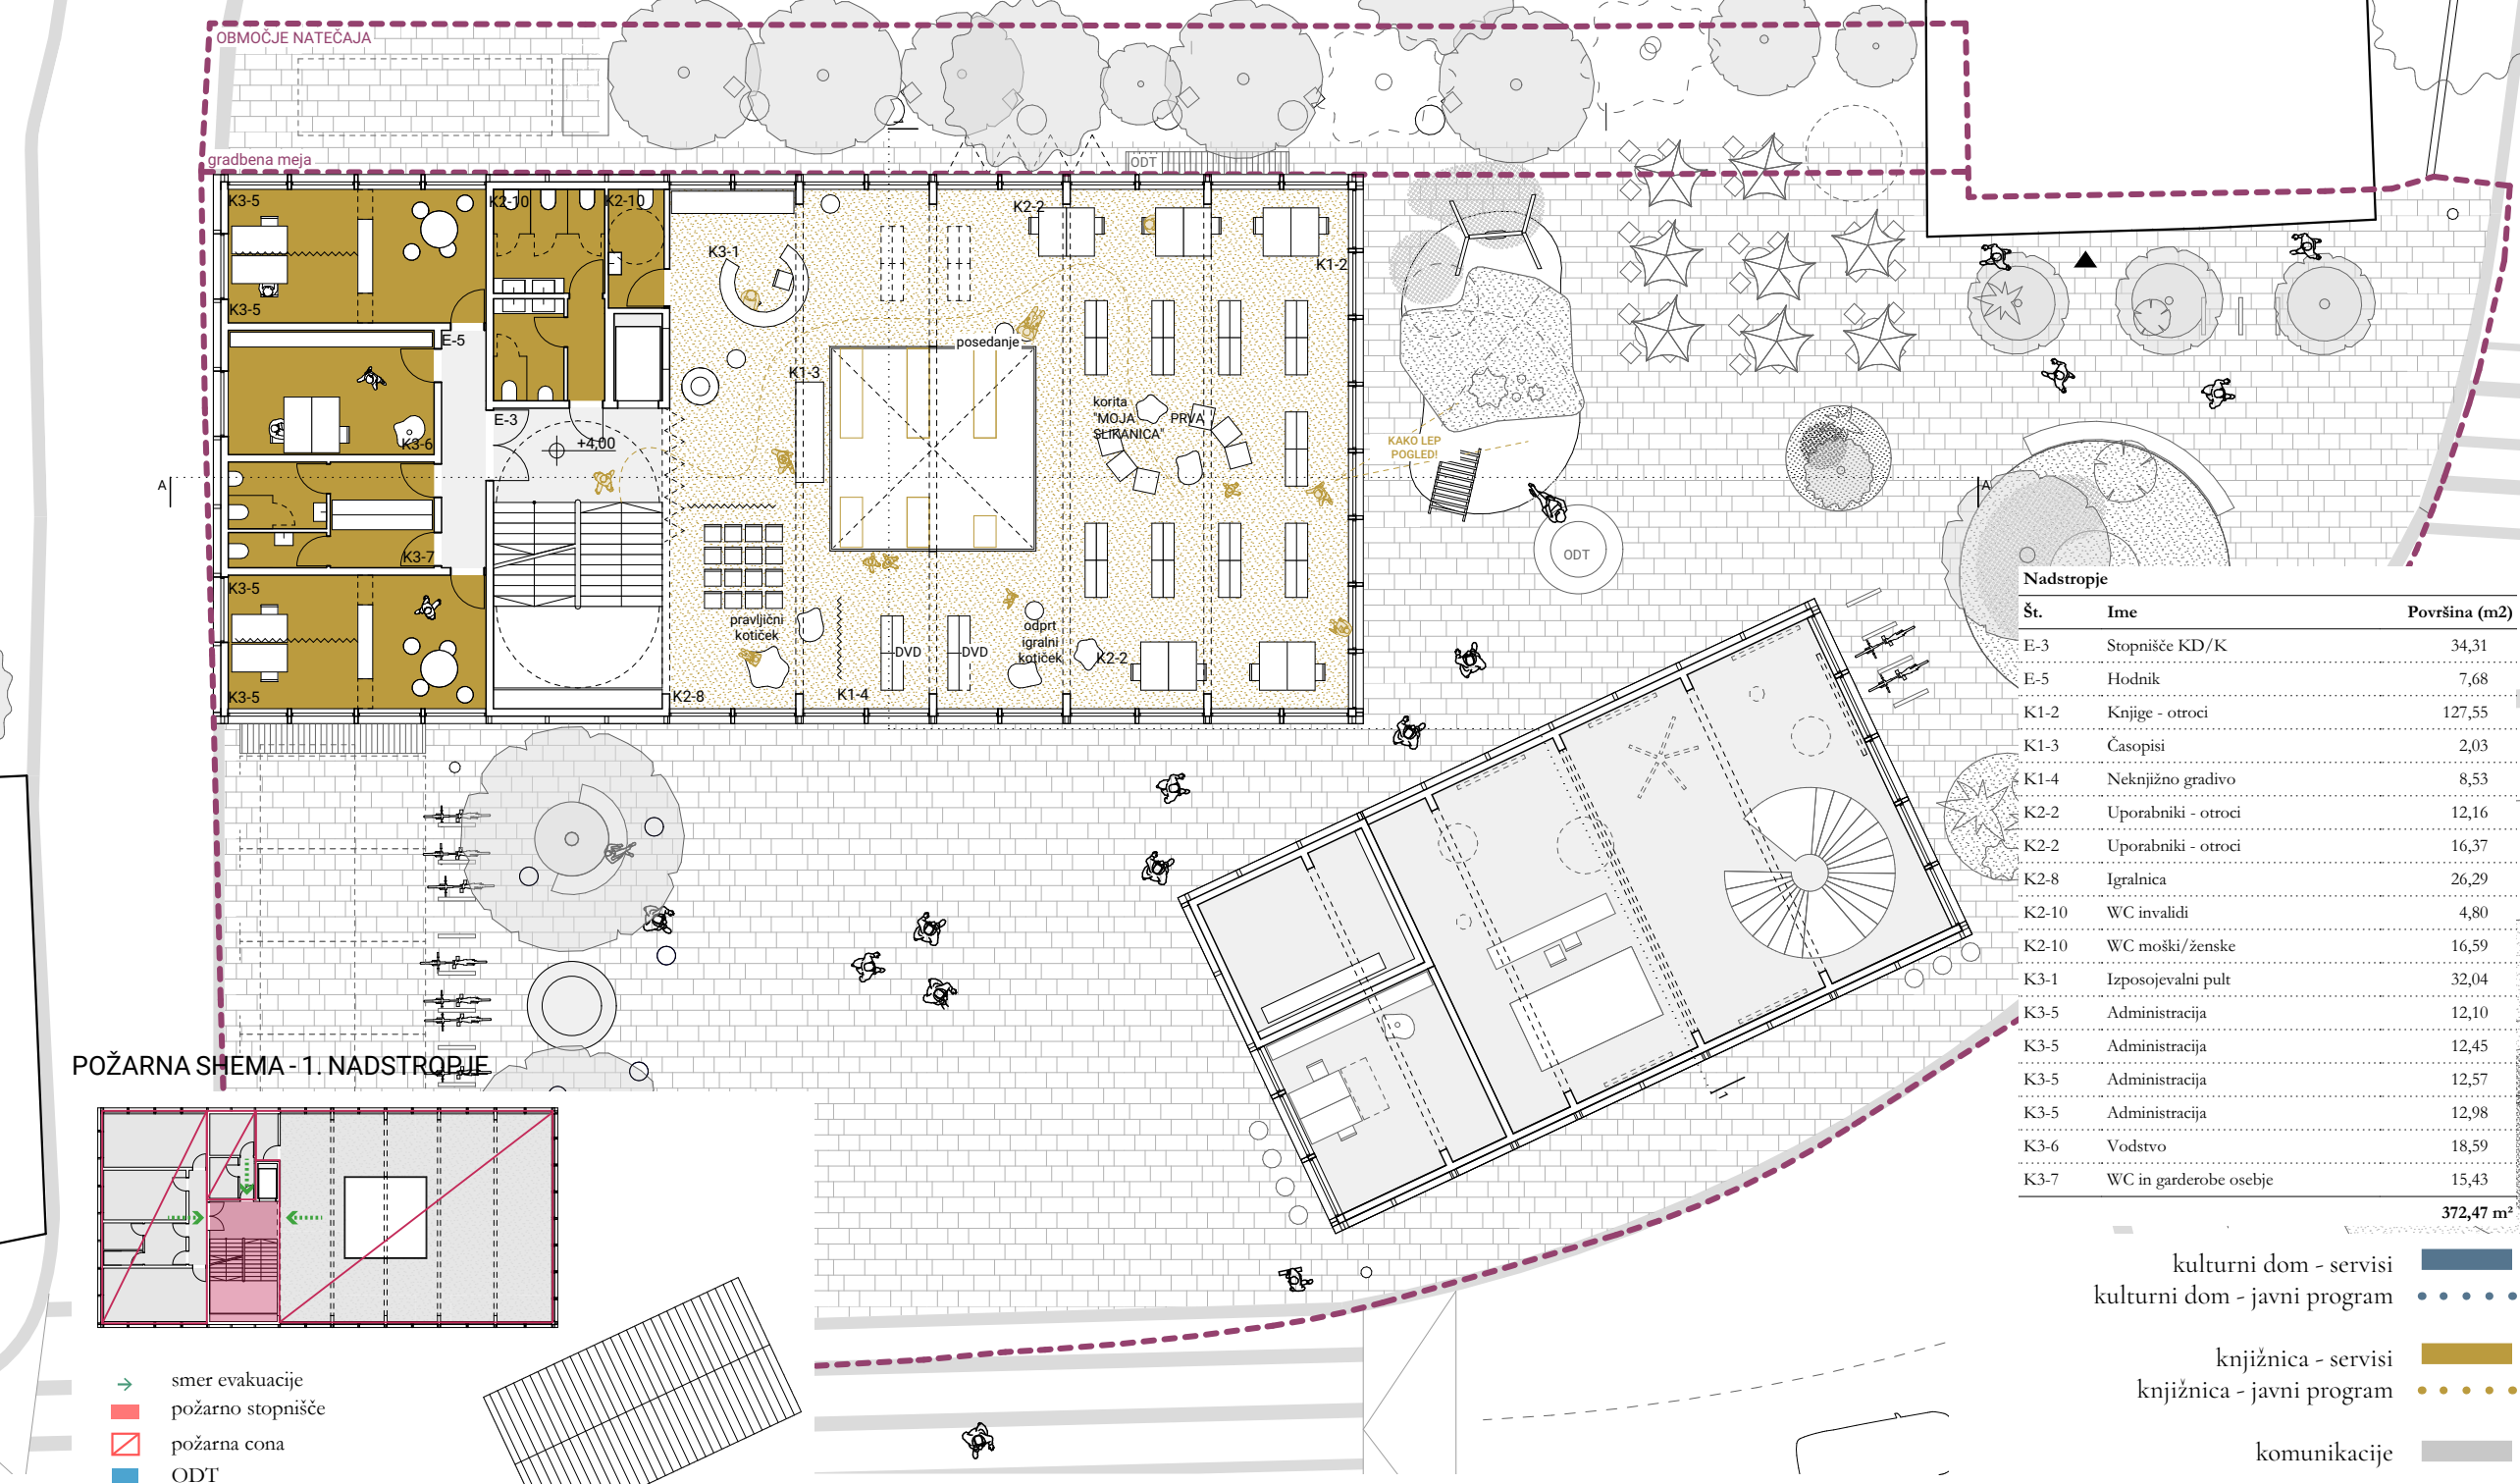 OBMOČJE NATEČAJA
gradbena meja
ODT
K3-5
K2-10
K2-10
K2-2
K3-1
K1-2
K3-5
E-5
posedanje
K1-3
korita
"MOJA PRVA
SLIKANICA"
E-3
+4,00
K3-6
KAKO LEP
POGLED!
A
A
K3-7
ODT
K3-5
pravljični
kotiček
odprt
igralni
kotiček
DVD
DVD
K2-2
K3-5
K2-8
K1-4
Nadstropje
Št. Ime Površina (m2)
E-3 Stopnišče KD/K 34,31
E-5 Hodnik 7,68
K1-2 Knjige - otroci 127,55
K1-3 Časopisi 2,03
K1-4 Neknjižno gradivo 8,53
K2-2 Uporabniki - otroci 12,16
K2-2 Uporabniki - otroci 16,37
K2-8 Igralnica 26,29
K2-10 WC invalidi 4,80
K2-10 WC moški/ženske 16,59
K3-1 Izposojevalni pult 32,04
K3-5 Administracija 12,10
K3-5 Administracija 12,45
K3-5 Administracija 12,57
K3-5 Administracija 12,98
K3-6 Vodstvo 18,59
K3-7 WC in garderobe osebje 15,43
372,47 m²
POŽARNA SHEMA - 1. NADSTROPJE
smer evakuacije
požarno stopnišče
požarna cona
ODT
kulturni dom - servisi
kulturni dom - javni program
knjižnica - servisi
knjižnica - javni program
komunikacije